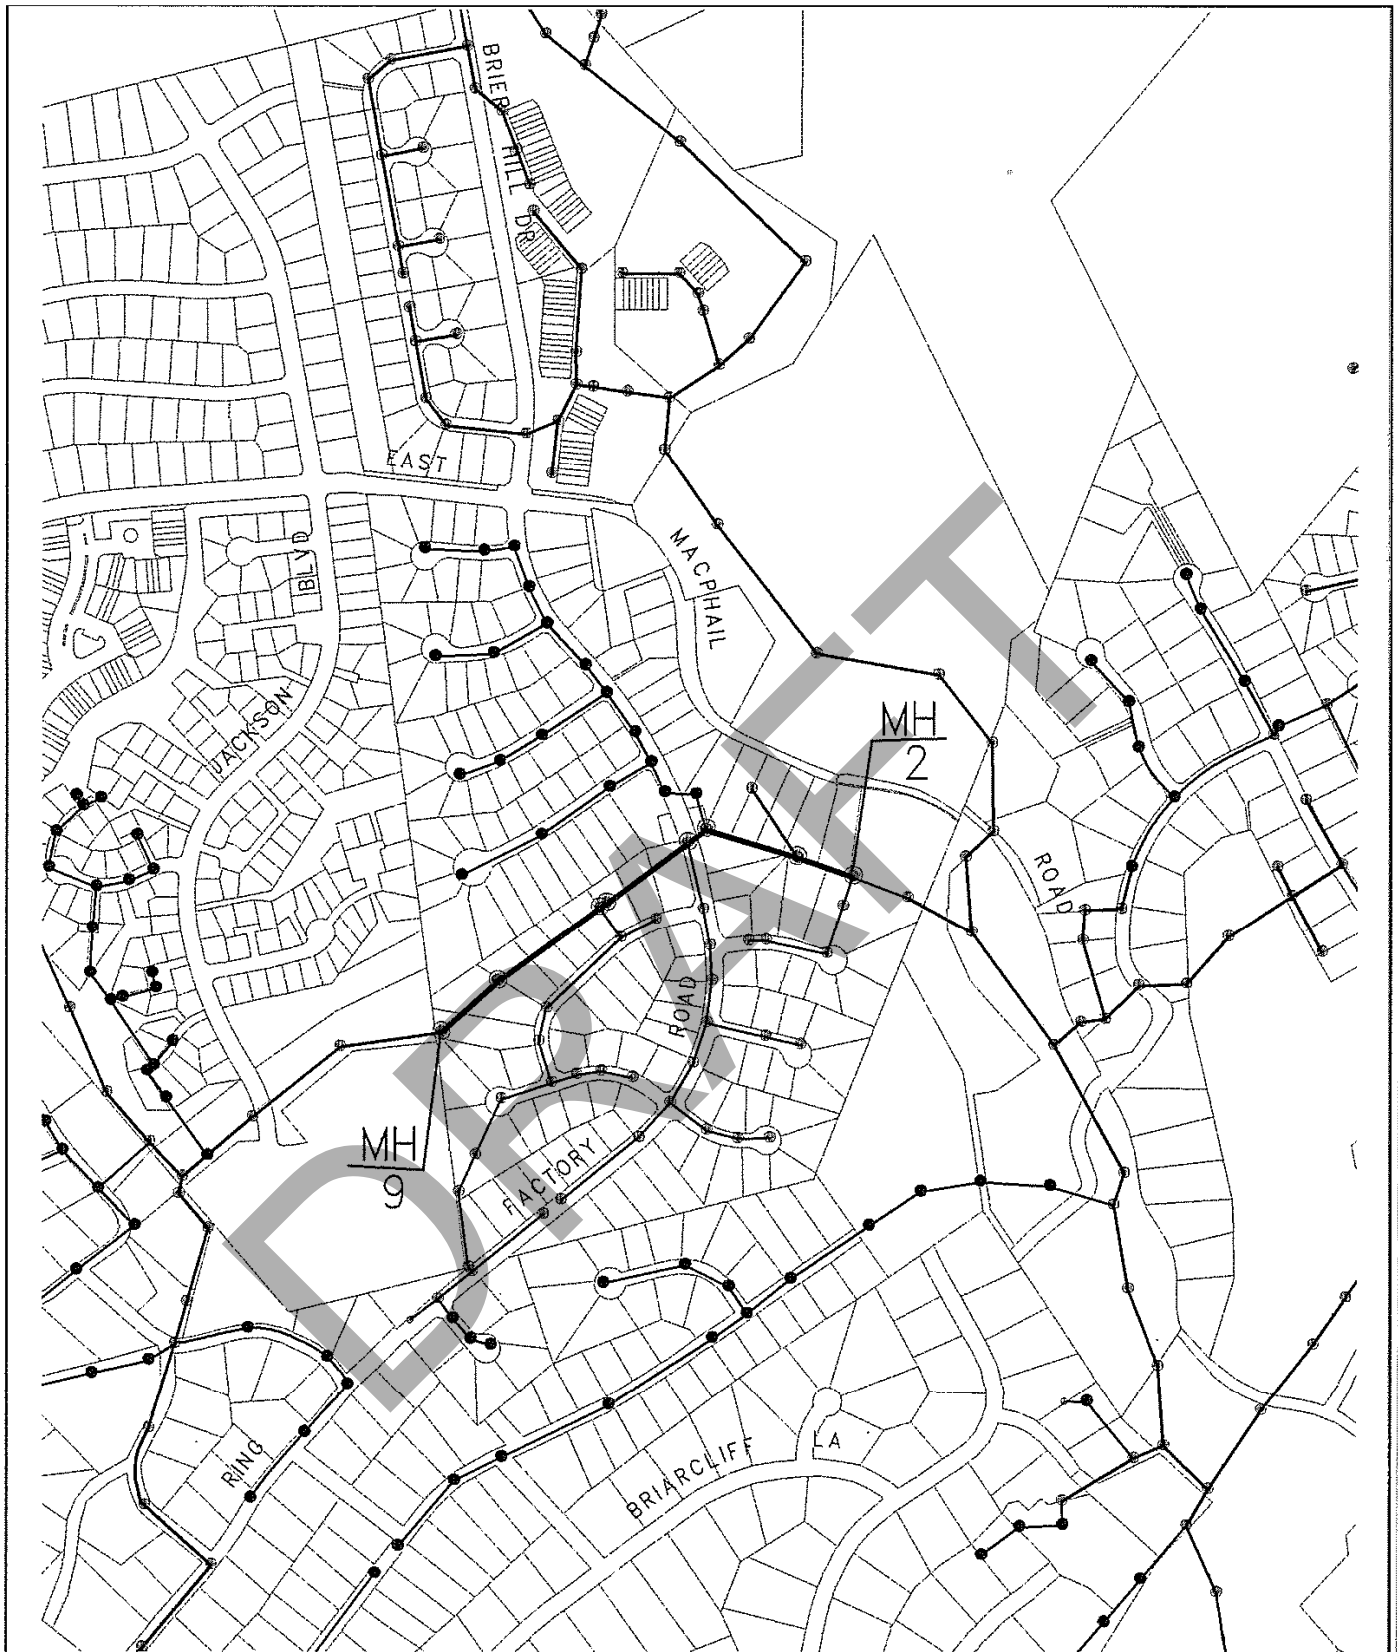 BRIER HILL DR
EAST
MACPHAIL
BLVD
JACKSON
MH
2
ROAD
ROAD
MH
9
FACTORY
RING
BRIARCLIFF LA
DRAFT